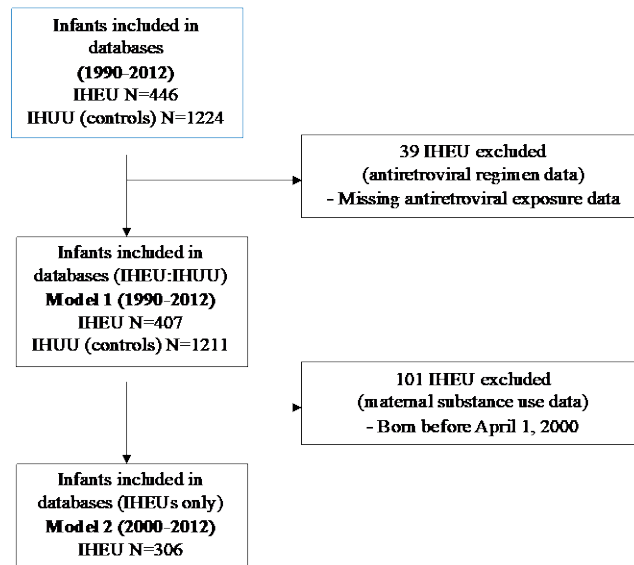 Infants included in
databases
(1990-2012)
IHEU N=446
IHUU (controls) N=1224
39 IHEU excluded
(antiretroviral regimen data)
- Missing antiretroviral exposure data
Infants included in
databases (IHEU:IHUU)
Model 1 (1990-2012)
IHEU N=407
IHUU (controls) N=1211
101 IHEU excluded
(maternal substance use data)
- Born before April 1, 2000
Infants included in
databases (IHEUs only)
Model 2 (2000-2012)
IHEU N=306